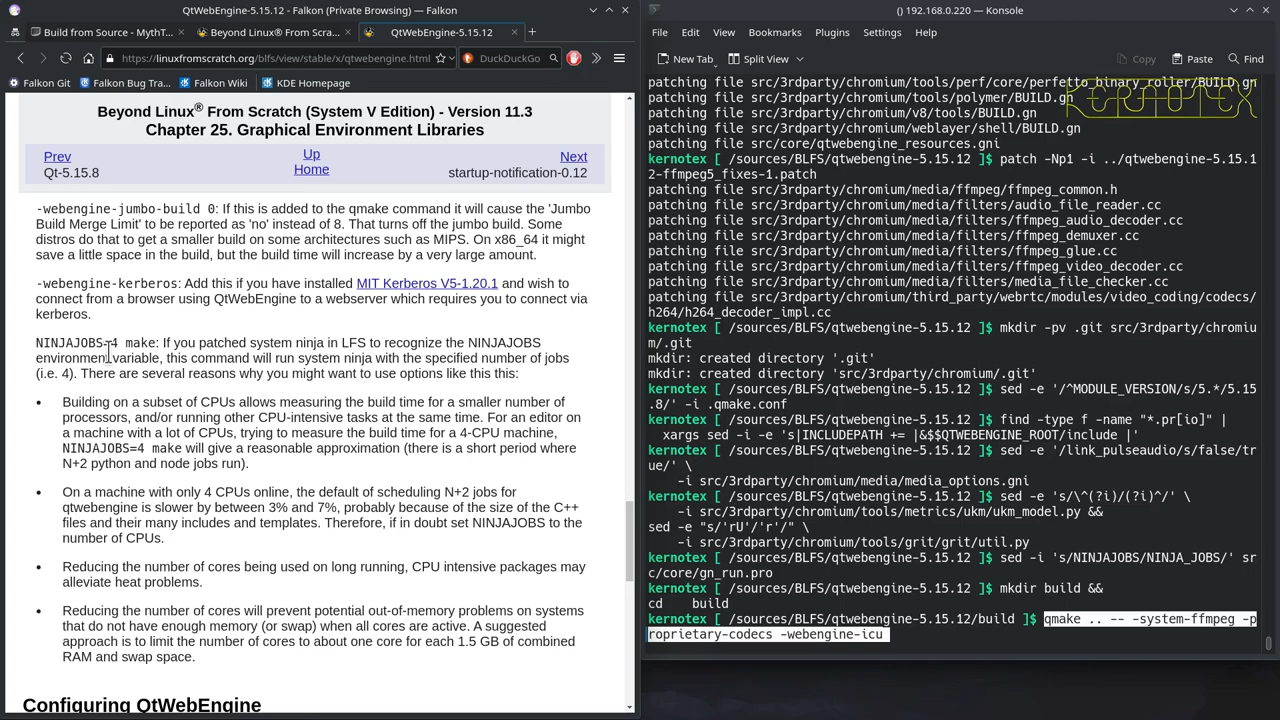 QtWebEngine-5.15.12 – Falkon (Private Browsing) — Falkon
Build from Source - MythT...
Beyond Linux® From Scra...
QtWebEngine-5.15.12
https://linuxfromscratch.org/blfs/view/stable/x/qtwebengine.html
DuckDuckGo
Falkon Git
Falkon Bug Tra...
Falkon Wiki
KDE Homepage
Beyond Linux® From Scratch (System V Edition) - Version 11.3
Chapter 25. Graphical Environment Libraries
Prev
Up
Next
Qt-5.15.8
Home
startup-notification-0.12
-webengine-jumbo-build 0: If this is added to the qmake command it will cause the 'Jumbo
Build Merge Limit' to be reported as 'no' instead of 8. That turns off the jumbo build. Some
distros do that to get a smaller build on some architectures such as MIPS. On x86_64 it might
save a little space in the build, but the build time will increase by a very large amount.
-webengine-kerberos: Add this if you have installed MIT Kerberos V5-1.20.1 and wish to
connect from a browser using QtWebEngine to a webserver which requires you to connect via
kerberos.
NINJAJOBS=4 make: If you patched system ninja in LFS to recognize the NINJAJOBS
environment variable, this command will run system ninja with the specified number of jobs
(i.e. 4). There are several reasons why you might want to use options like this this:
• Building on a subset of CPUs allows measuring the build time for a smaller number of
processors, and/or running other CPU-intensive tasks at the same time. For an editor on
a machine with a lot of CPUs, trying to measure the build time for a 4-CPU machine,
NINJAJOBS=4 make will give a reasonable approximation (there is a short period where
N+2 python and node jobs run).
• On a machine with only 4 CPUs online, the default of scheduling N+2 jobs for
qtwebengine is slower by between 3% and 7%, probably because of the size of the C++
files and their many includes and templates. Therefore, if in doubt set NINJAJOBS to the
number of CPUs.
• Reducing the number of cores being used on long running, CPU intensive packages may
alleviate heat problems.
• Reducing the number of cores will prevent potential out-of-memory problems on systems
that do not have enough memory (or swap) when all cores are active. A suggested
approach is to limit the number of cores to about one core for each 1.5 GB of combined
RAM and swap space.
Configuring QtWebEngine
() 192.168.0.220 — Konsole
File Edit View Bookmarks Plugins Settings Help
New Tab Split View Copy Paste Find
KERNOTEX
patching file src/3rdparty/chromium/tools/perf/core/perfetto_binary_roller/BUILD.gn
patching file src/3rdparty/chromium/tools/polymer/BUILD.gn
patching file src/3rdparty/chromium/v8/tools/BUILD.gn
patching file src/3rdparty/chromium/weblayer/shell/BUILD.gn
patching file src/core/qtwebengine_resources.gni
kernotex [ /sources/BLFS/qtwebengine-5.15.12 ]$ patch -Np1 -i ../qtwebengine-5.15.1
2-ffmpeg5_fixes-1.patch
patching file src/3rdparty/chromium/media/ffmpeg/ffmpeg_common.h
patching file src/3rdparty/chromium/media/filters/audio_file_reader.cc
patching file src/3rdparty/chromium/media/filters/ffmpeg_audio_decoder.cc
patching file src/3rdparty/chromium/media/filters/ffmpeg_demuxer.cc
patching file src/3rdparty/chromium/media/filters/ffmpeg_glue.cc
patching file src/3rdparty/chromium/media/filters/ffmpeg_video_decoder.cc
patching file src/3rdparty/chromium/media/filters/media_file_checker.cc
patching file src/3rdparty/chromium/third_party/webrtc/modules/video_coding/codecs/
h264/h264_decoder_impl.cc
kernotex [ /sources/BLFS/qtwebengine-5.15.12 ]$ mkdir -pv .git src/3rdparty/chromiu
m/.git
mkdir: created directory '.git'
mkdir: created directory 'src/3rdparty/chromium/.git'
kernotex [ /sources/BLFS/qtwebengine-5.15.12 ]$ sed -e '/^MODULE_VERSION/s/5.*/5.15
.8/' -i .qmake.conf
kernotex [ /sources/BLFS/qtwebengine-5.15.12 ]$ find -type f -name "*.pr[io]" |
xargs sed -i -e 's|INCLUDEPATH += |&$$QTWEBENGINE_ROOT/include |'
kernotex [ /sources/BLFS/qtwebengine-5.15.12 ]$ sed -e '/link_pulseaudio/s/false/tr
ue/' \
-i src/3rdparty/chromium/media/media_options.gni
kernotex [ /sources/BLFS/qtwebengine-5.15.12 ]$ sed -e 's/\^(?i)/(?i)^/' \
-i src/3rdparty/chromium/tools/metrics/ukm/ukm_model.py &&
sed -e "s/'rU'/'r'/" \
-i src/3rdparty/chromium/tools/grit/grit/util.py
kernotex [ /sources/BLFS/qtwebengine-5.15.12 ]$ sed -i 's/NINJAJOBS/NINJA_JOBS/' sr
c/core/gn_run.pro
kernotex [ /sources/BLFS/qtwebengine-5.15.12 ]$ mkdir build &&
cd    build
kernotex [ /sources/BLFS/qtwebengine-5.15.12/build ]$ qmake .. -- -system-ffmpeg -p
roprietary-codecs -webengine-icu